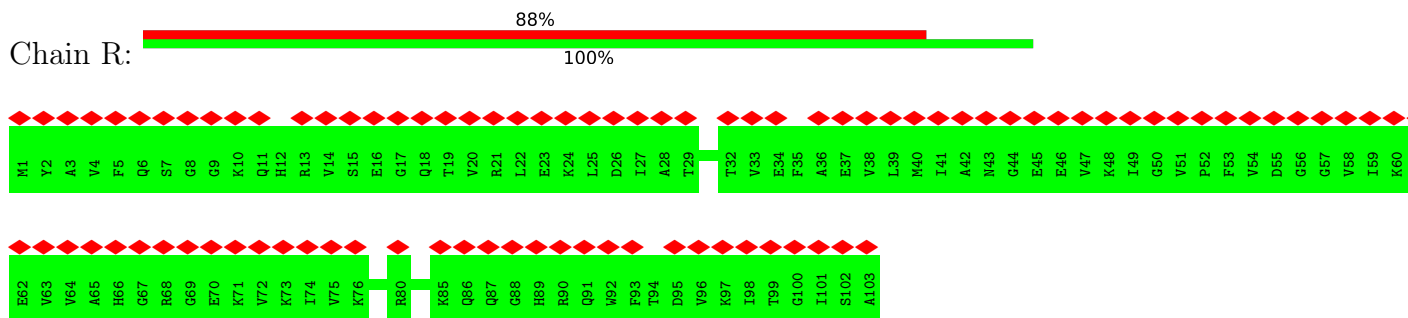 88%
Chain R:
100%
M1 Y2 A3 V4 F5 Q6 S7 G8 G9 K10 Q11 H12 R13 V14 S15 E16 G17 Q18 T19 V20 R21 L22 E23 K24 L25 D26 I27 A28 T29 T32 V33 E34 F35 A36 E37 V38 L39 M40 I41 A42 N43 G44 E45 E46 V47 K48 I49 G50 V51 P52 F53 V54 D55 G56 G57 V58 I59 K60
E62 V63 V64 A65 H66 G67 R68 G69 E70 K71 V72 K73 I74 V75 K76 R80 K85 Q86 Q87 G88 H89 R90 Q91 W92 F93 T94 D95 V96 K97 I98 T99 G100 I101 S102 A103